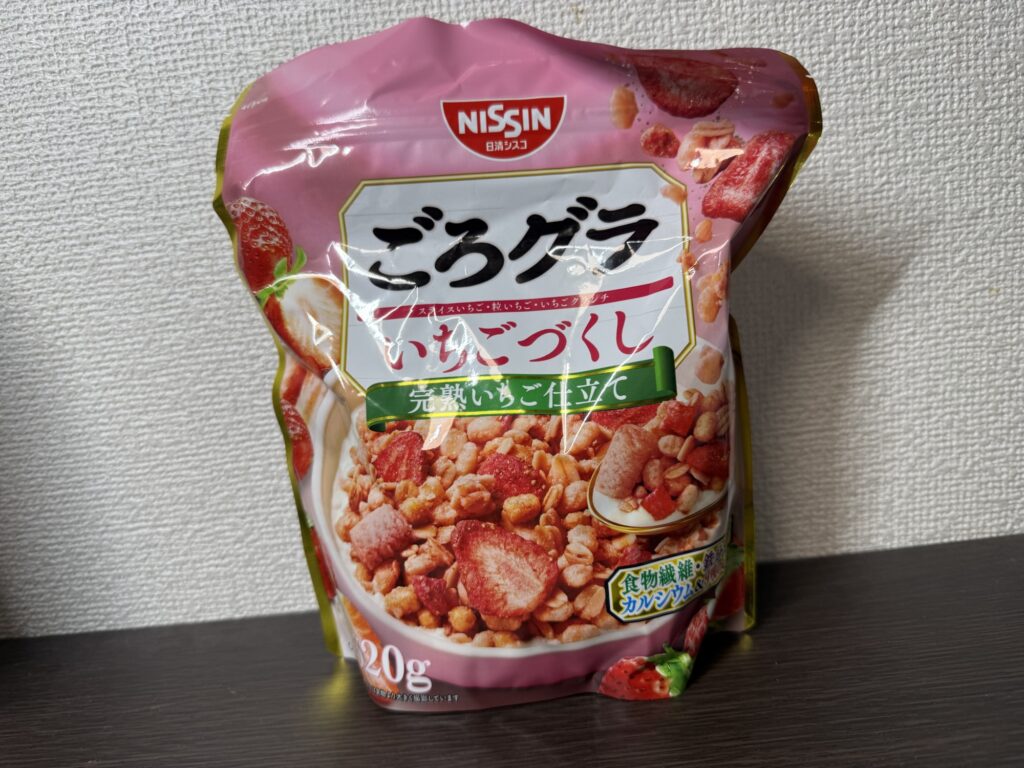 NISSIN
日清シスコ
ごろグラ
スライスいちご・粒いちご・いちごクランチ
いちごづくし
完熟いちご仕立て
食物繊維・鉄
カルシウム&
20g